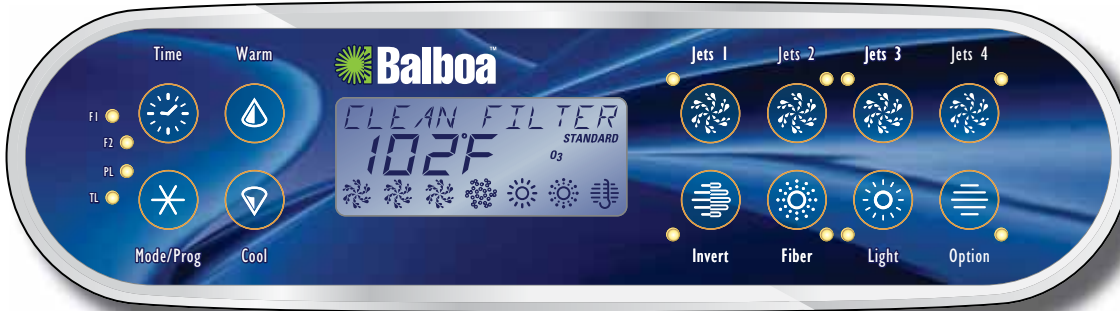 Time Warm
F1
F2
PL
TL
Mode/Prog Cool
Balboa™
CLEAN FILTER
STANDARD
102°F O3
Jets 1 Jets 2 Jets 3 Jets 4
Invert Fiber Light Option